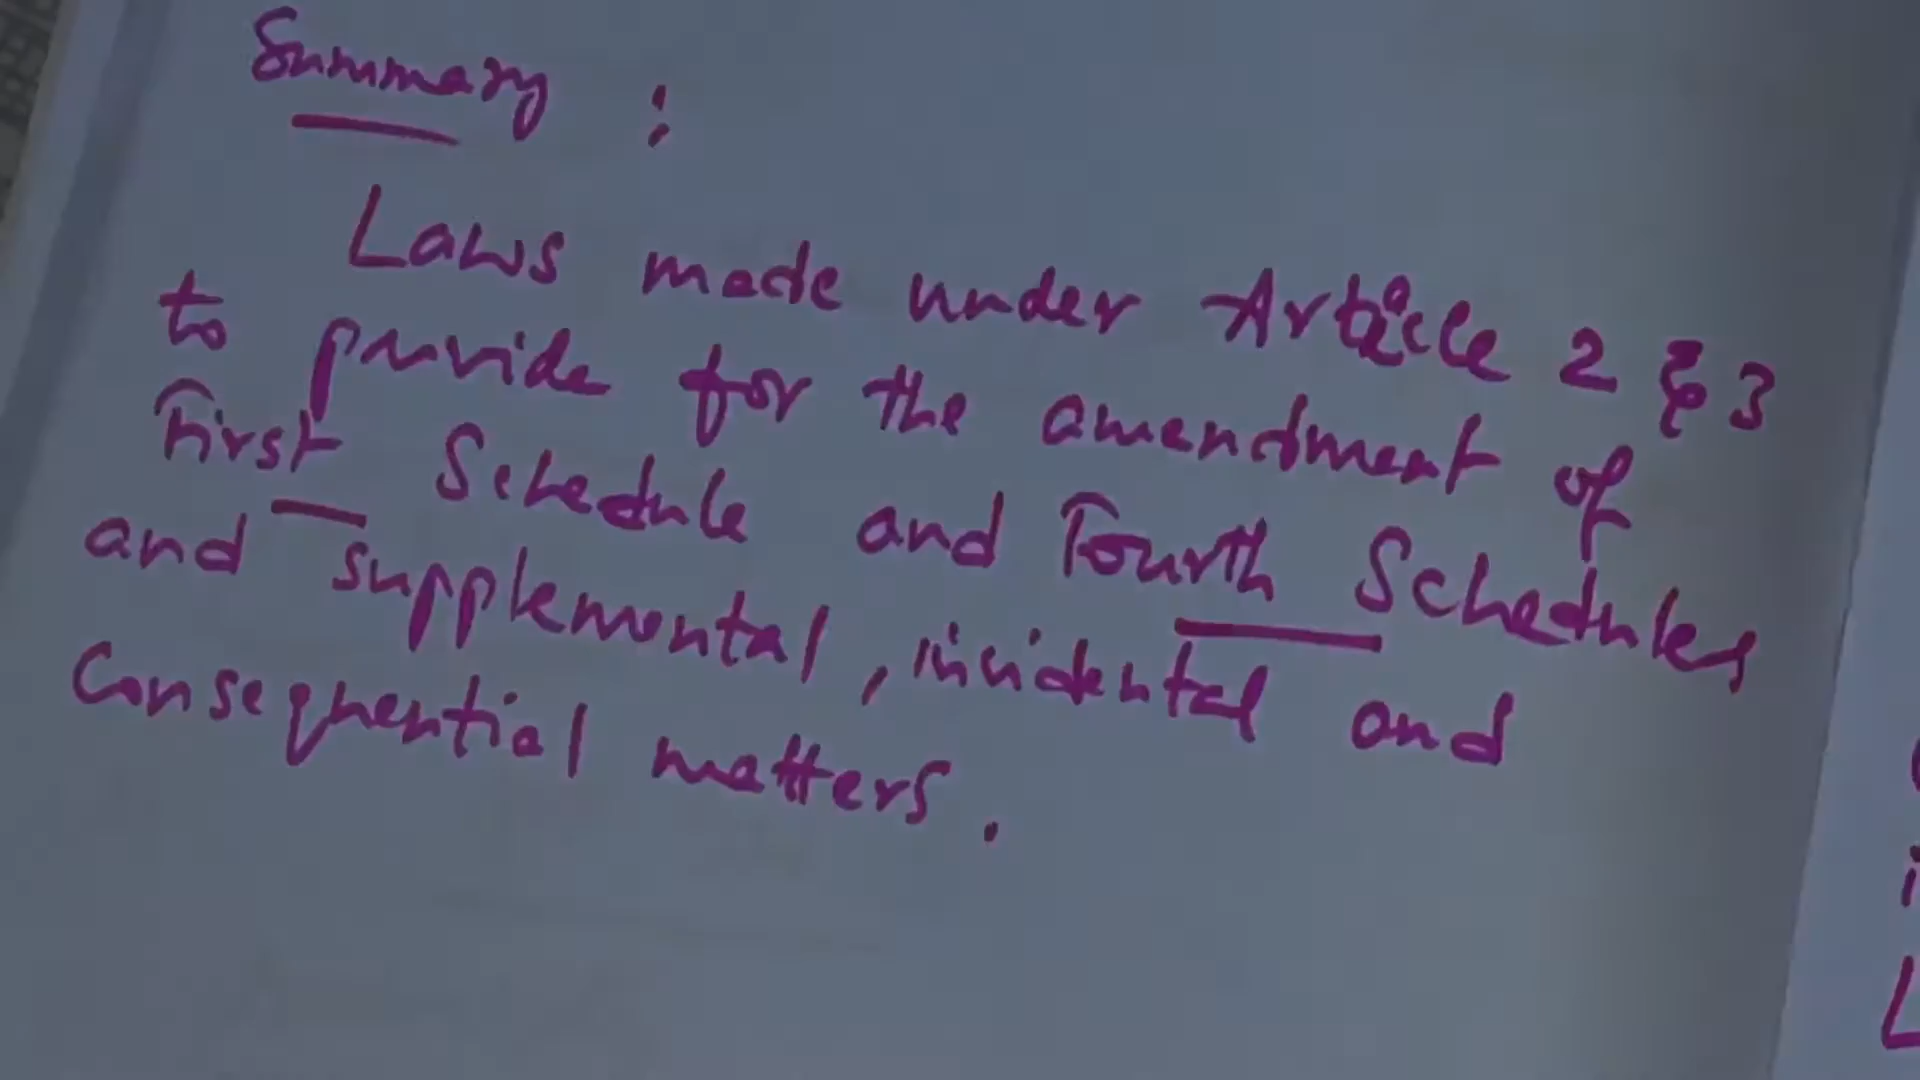 Summary :
Laws made under Article 2 & 3
to provide for the amendment of
First Schedule and Fourth Schedules
and supplemental, incidental and
Consequential matters.